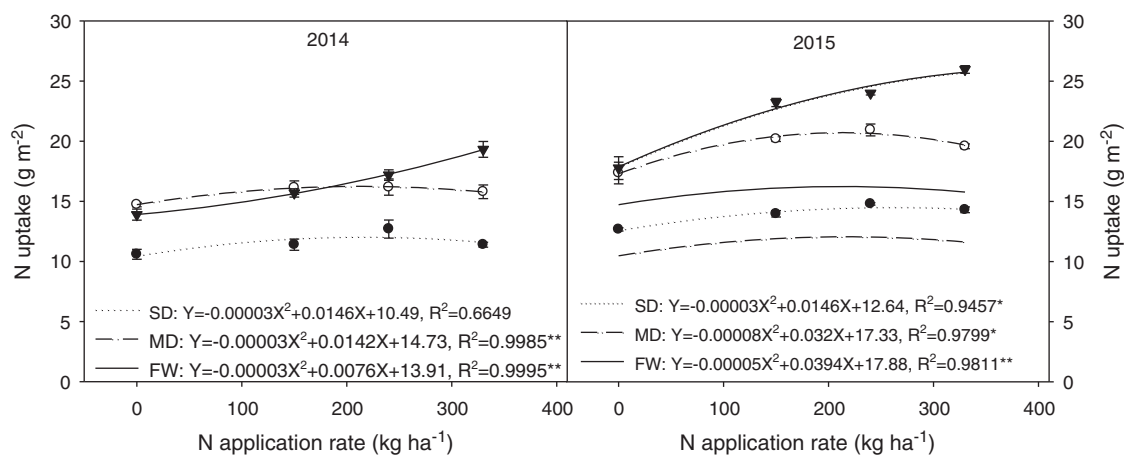 30 30
2014 2015
25 25
20 20
15 15
10 10
5 5
0 0
N uptake (g m⁻²)
N uptake (g m⁻²)
SD: Y=-0.00003X²+0.0146X+10.49, R²=0.6649
MD: Y=-0.00003X²+0.0142X+14.73, R²=0.9985**
FW: Y=-0.00003X²+0.0076X+13.91, R²=0.9995**
SD: Y=-0.00003X²+0.0146X+12.64, R²=0.9457*
MD: Y=-0.00008X²+0.032X+17.33, R²=0.9799*
FW: Y=-0.00005X²+0.0394X+17.88, R²=0.9811**
0 100 200 300 400 0 100 200 300 400
N application rate (kg ha⁻¹) N application rate (kg ha⁻¹)